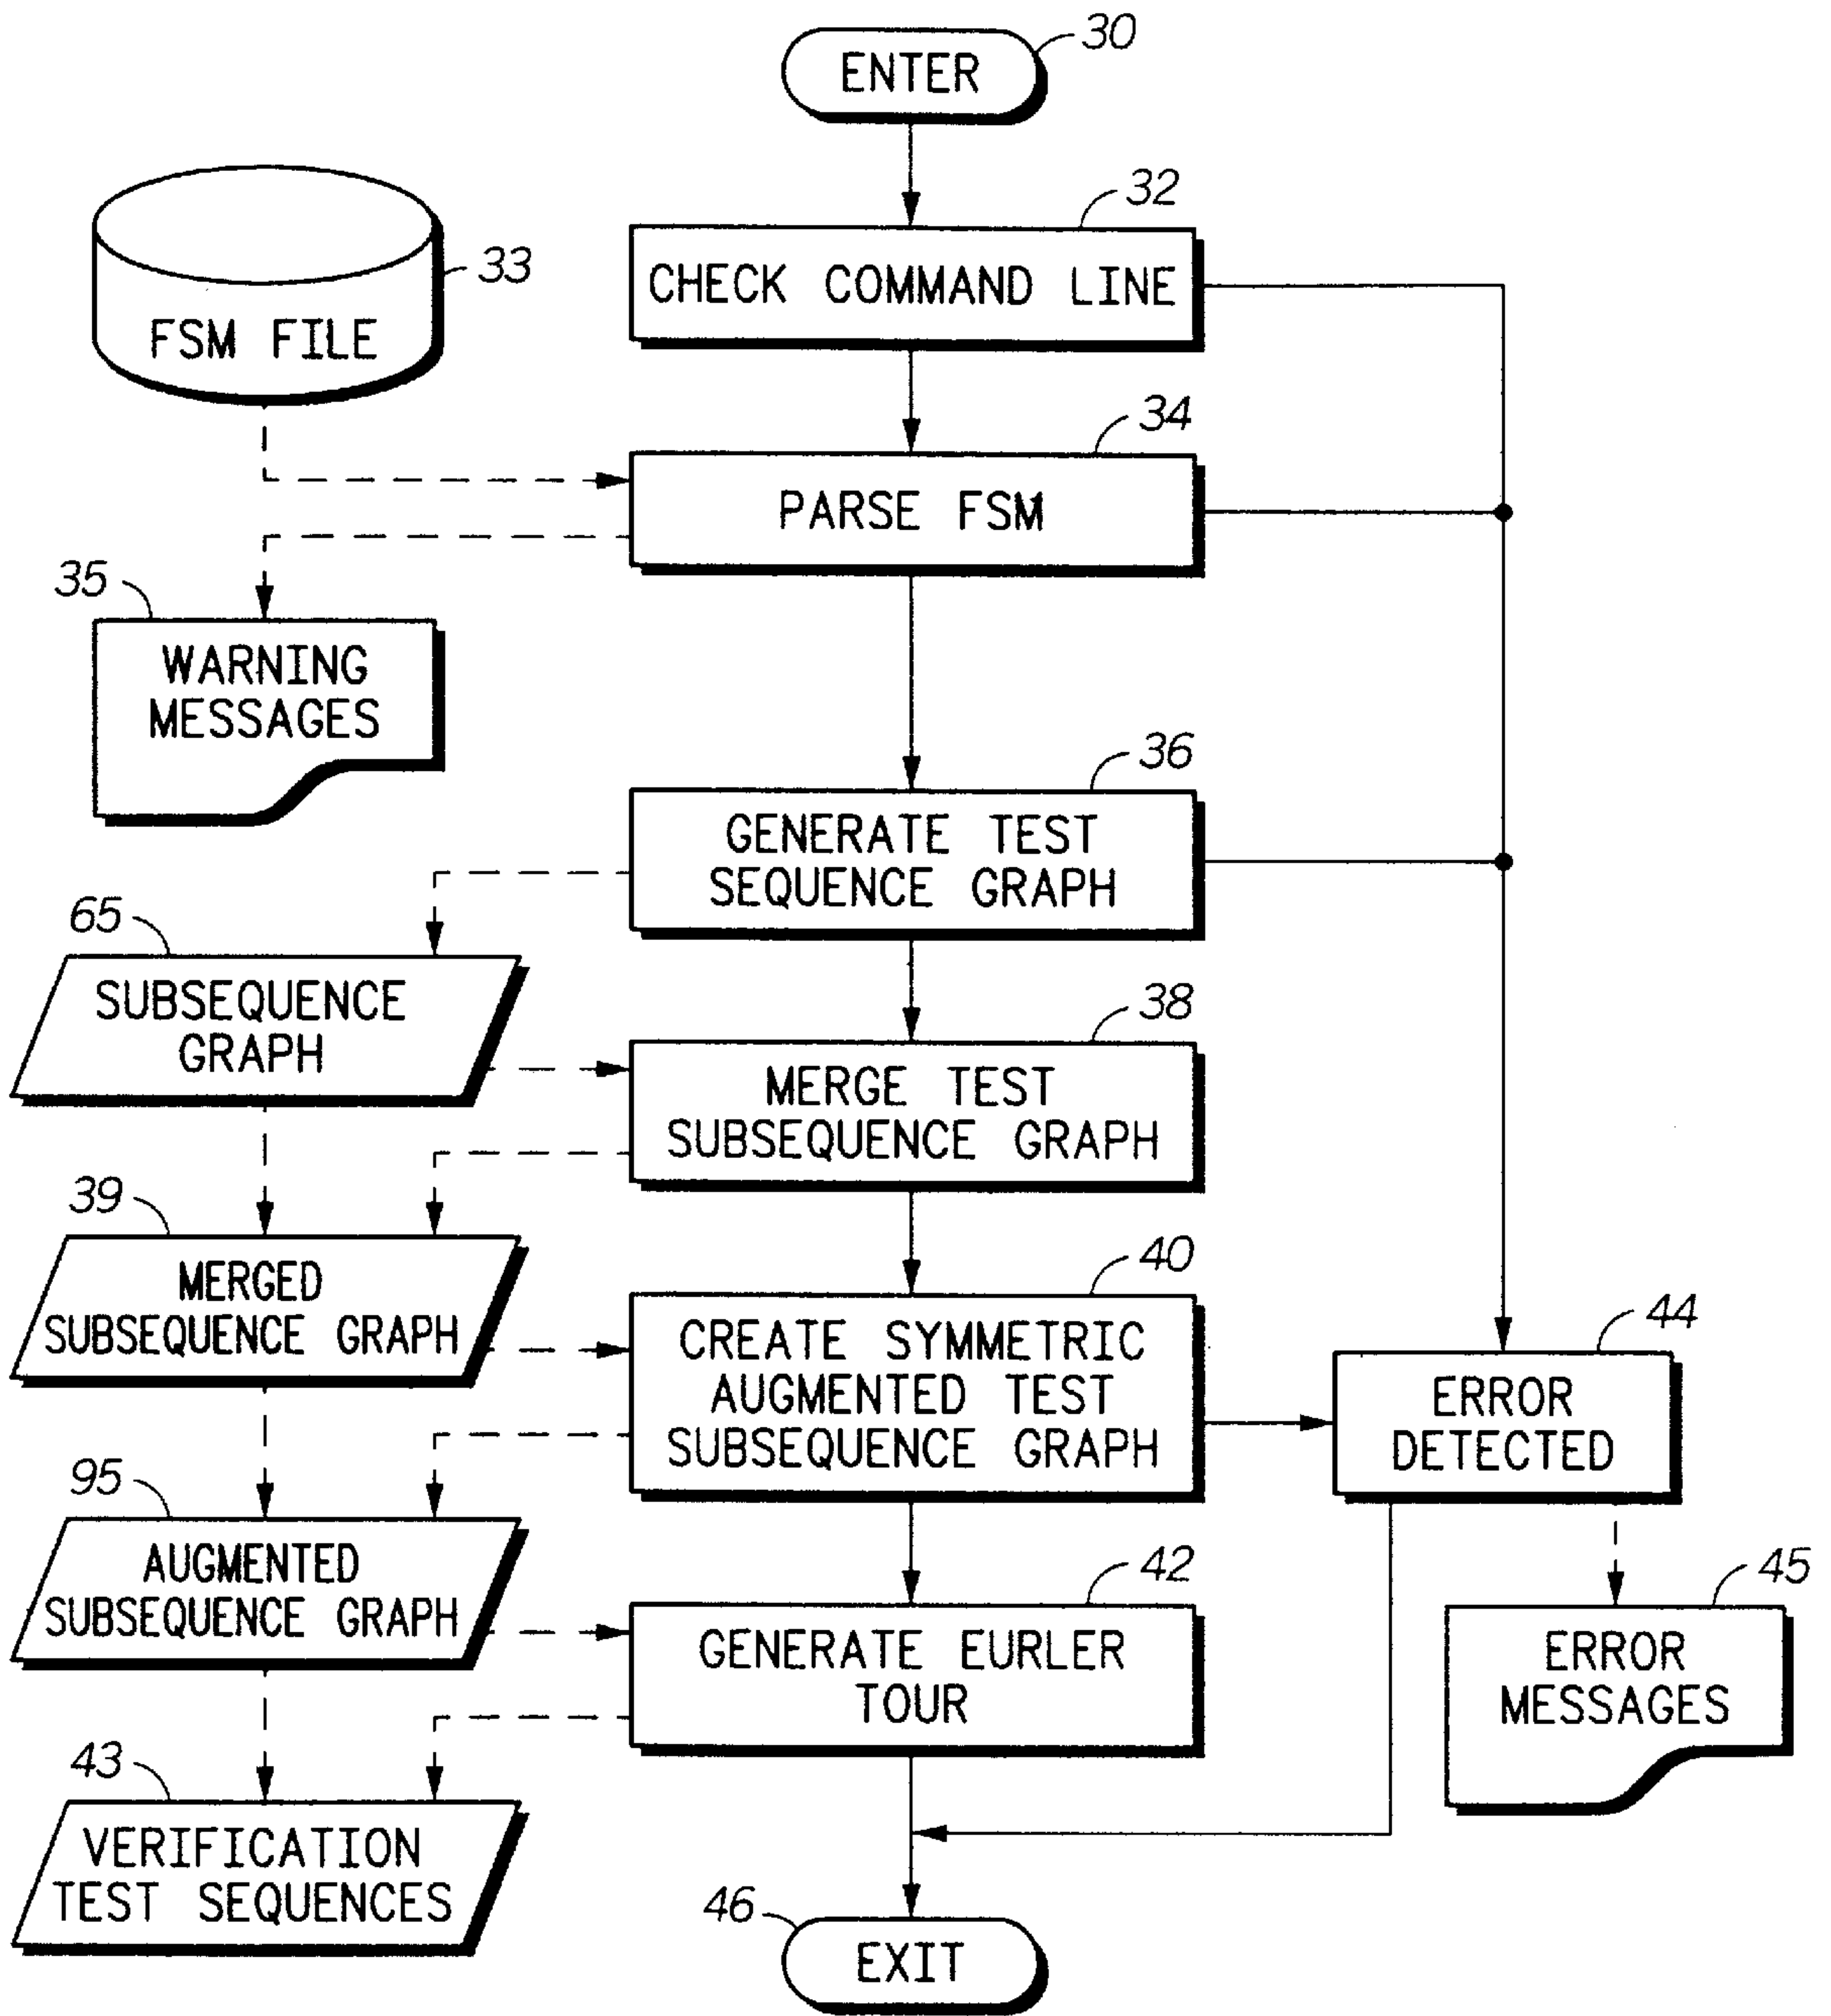 30
ENTER
32
33
CHECK COMMAND LINE
FSM FILE
34
PARSE FSM
35
WARNING
MESSAGES
36
GENERATE TEST
SEQUENCE GRAPH
65
SUBSEQUENCE
GRAPH
38
MERGE TEST
SUBSEQUENCE GRAPH
39
MERGED
SUBSEQUENCE GRAPH
40
CREATE SYMMETRIC
AUGMENTED TEST
SUBSEQUENCE GRAPH
44
ERROR
DETECTED
95
AUGMENTED
SUBSEQUENCE GRAPH
42
GENERATE EURLER
TOUR
45
ERROR
MESSAGES
43
VERIFICATION
TEST SEQUENCES
46
EXIT